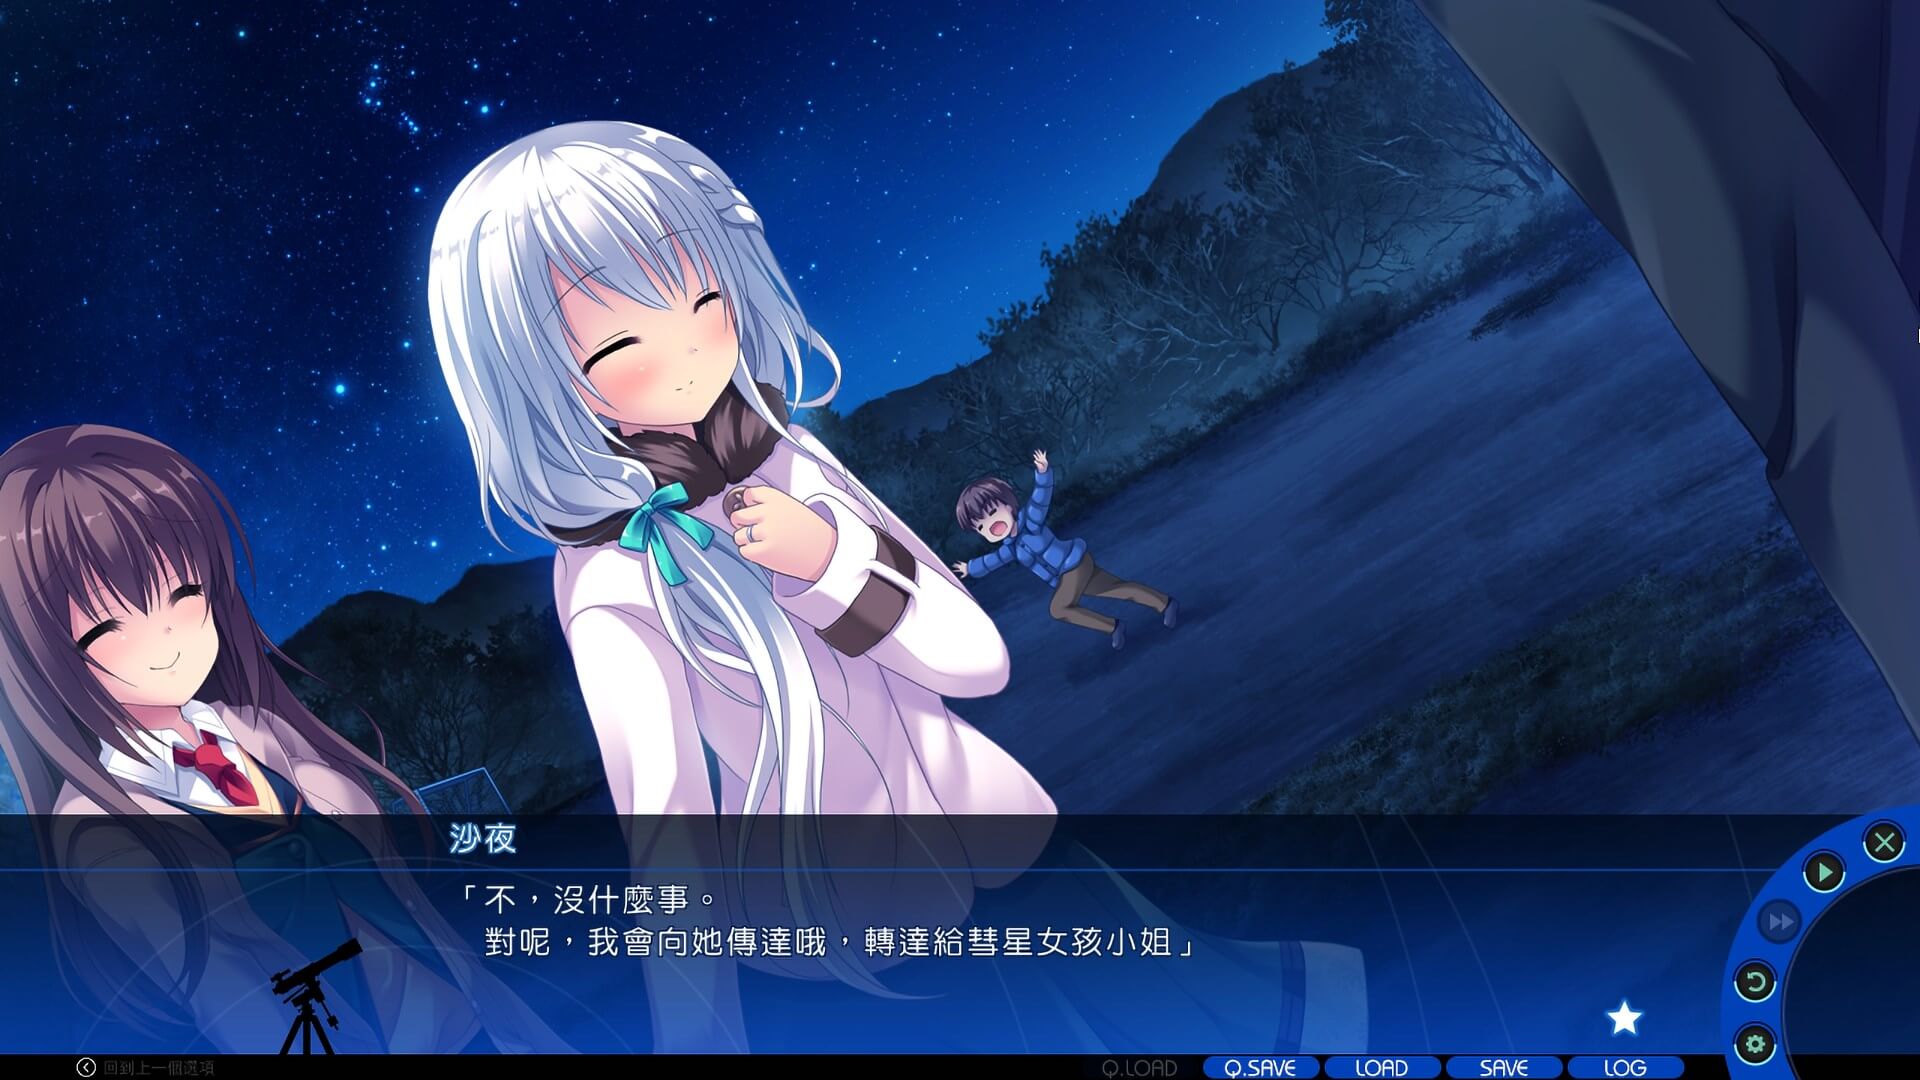 沙夜
「不，沒什麼事。
對呢，我會向她傳達哦，轉達給彗星女孩小姐」
回到上一個選項
Q.LOAD
Q.SAVE
LOAD
SAVE
LOG